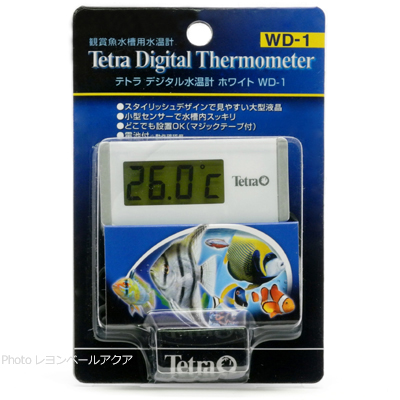 WD-1
観賞魚水槽用水温計
Tetra Digital Thermometer
テトラ デジタル水温計 ホワイト WD-1
●スタイリッシュデザインで見やすい大型液晶
●小型センサーで水槽内スッキリ
●どこでも設置OK(マジックテープ付)
●電池付
26.0℃
Tetra
Photo レヨンベールアクア
Tetra